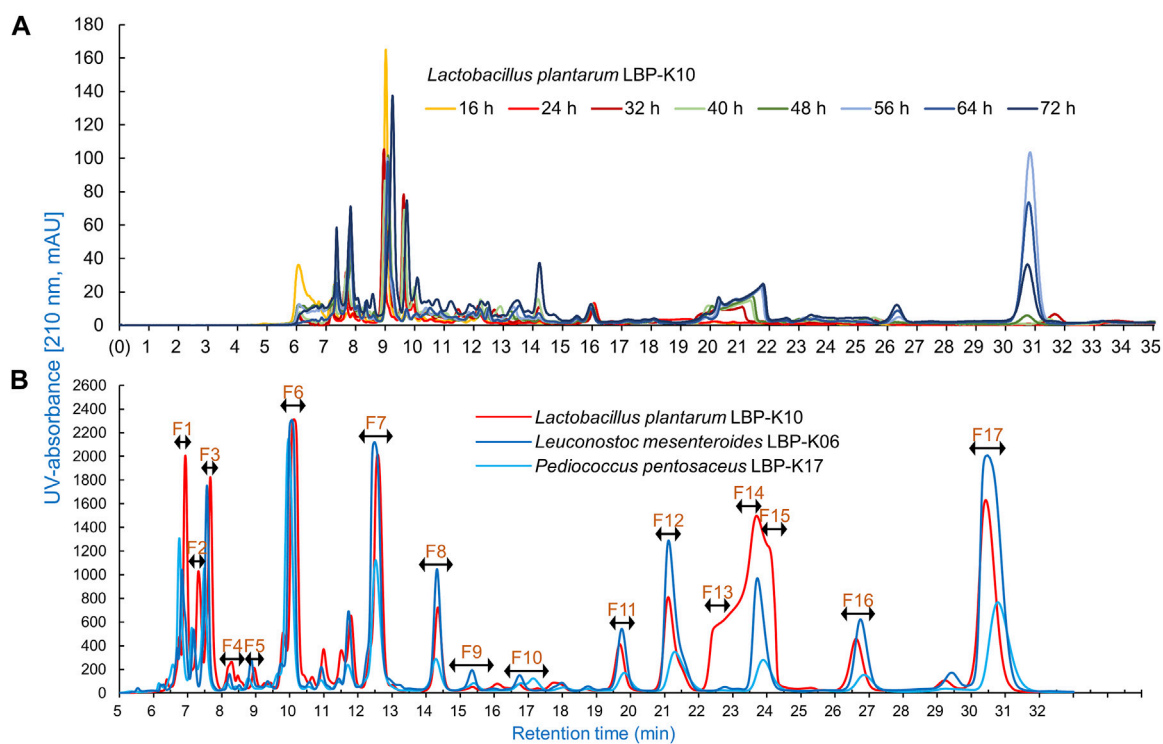 A
180
160
140
120
100
80
60
40
20
0
Lactobacillus plantarum LBP-K10
16 h 24 h 32 h 40 h 48 h 56 h 64 h 72 h
(0) 1 2 3 4 5 6 7 8 9 10 11 12 13 14 15 16 17 18 19 20 21 22 23 24 25 26 27 28 29 30 31 32 33 34 35
UV-absorbance [210 nm, mAU]
B
2600
2400
2200
2000
1800
1600
1400
1200
1000
800
600
400
200
0
F1
F2
F3
F4
F5
F6
F7
F8
F9
F10
F11
F12
F13
F14
F15
F16
F17
Lactobacillus plantarum LBP-K10
Leuconostoc mesenteroides LBP-K06
Pediococcus pentosaceus LBP-K17
5 6 7 8 9 10 11 12 13 14 15 16 17 18 19 20 21 22 23 24 26 27 28 29 30 31 32
Retention time (min)